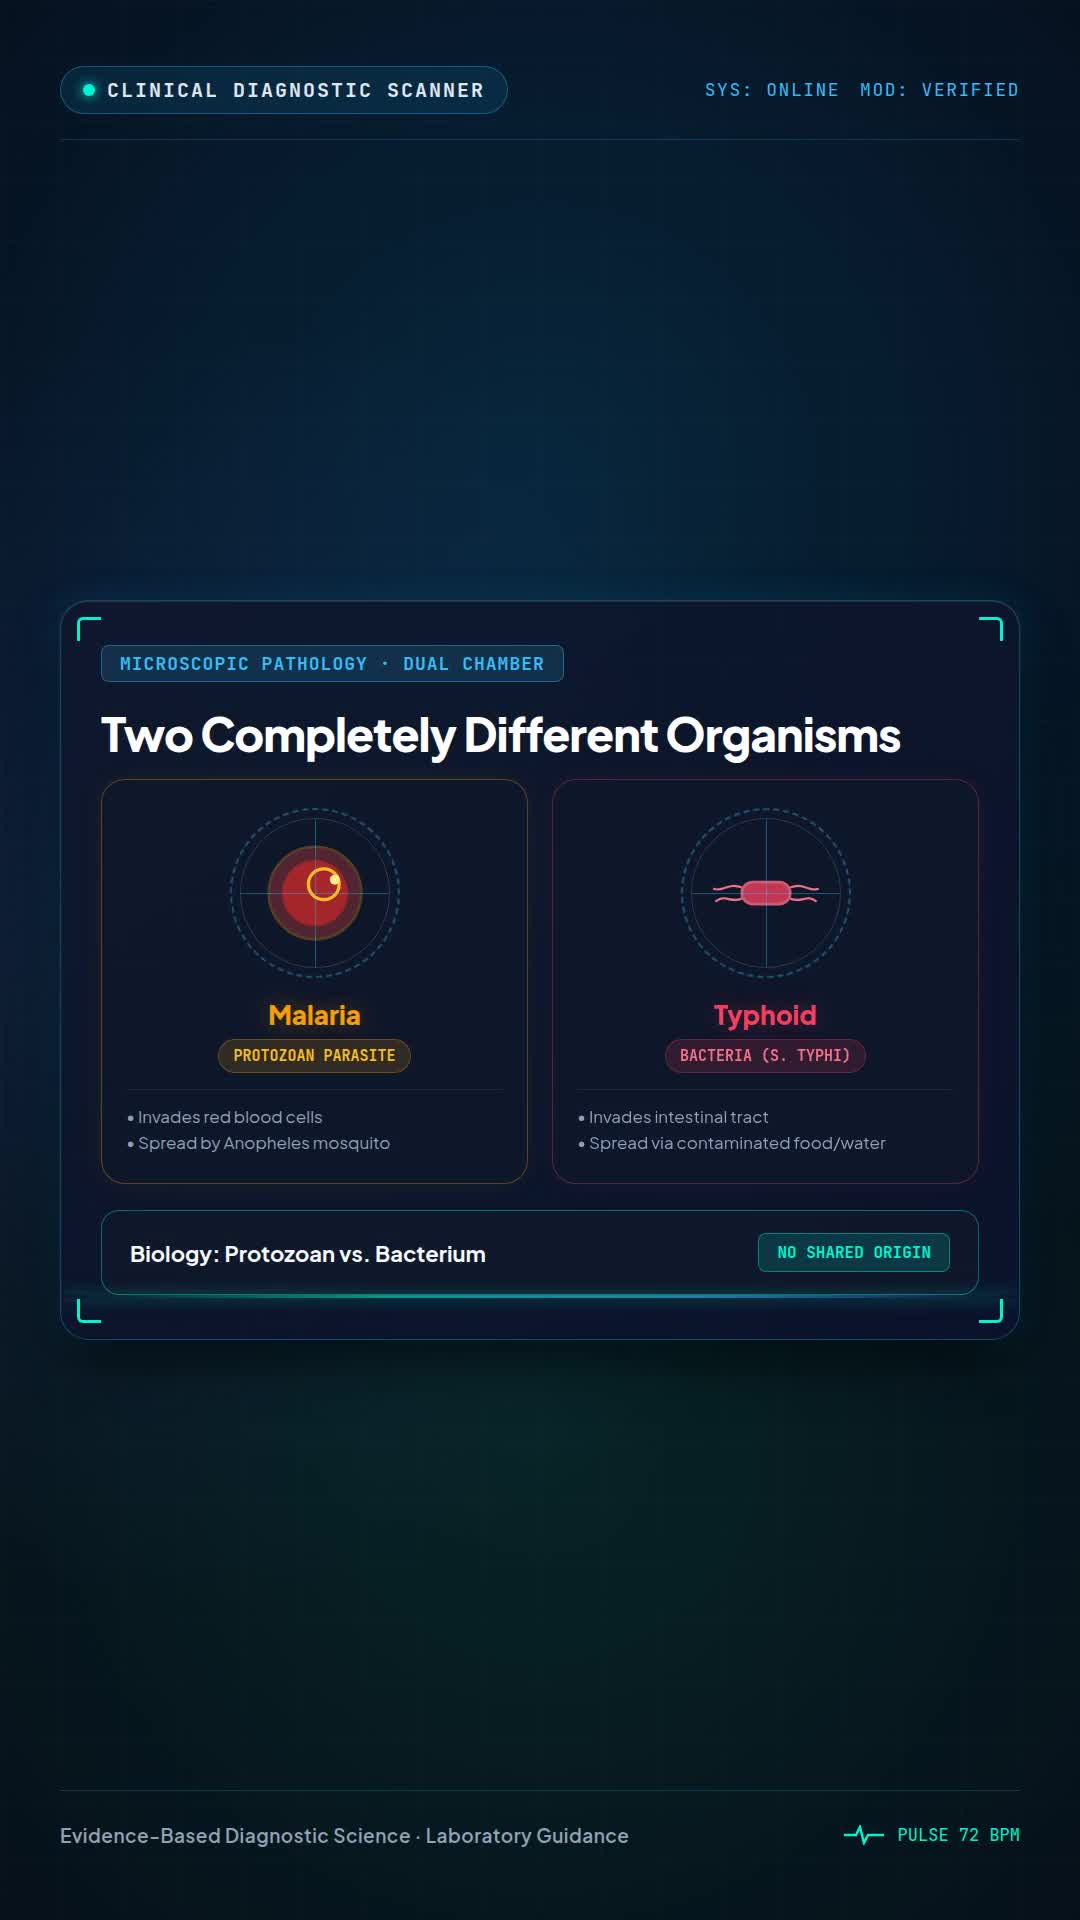 CLINICAL DIAGNOSTIC SCANNER
SYS: ONLINE MOD: VERIFIED
MICROSCOPIC PATHOLOGY · DUAL CHAMBER
Two Completely Different Organisms
Malaria
PROTOZOAN PARASITE
• Invades red blood cells
• Spread by Anopheles mosquito
Typhoid
BACTERIA (S. TYPHI)
• Invades intestinal tract
• Spread via contaminated food/water
Biology: Protozoan vs. Bacterium
NO SHARED ORIGIN
Evidence-Based Diagnostic Science · Laboratory Guidance
PULSE 72 BPM